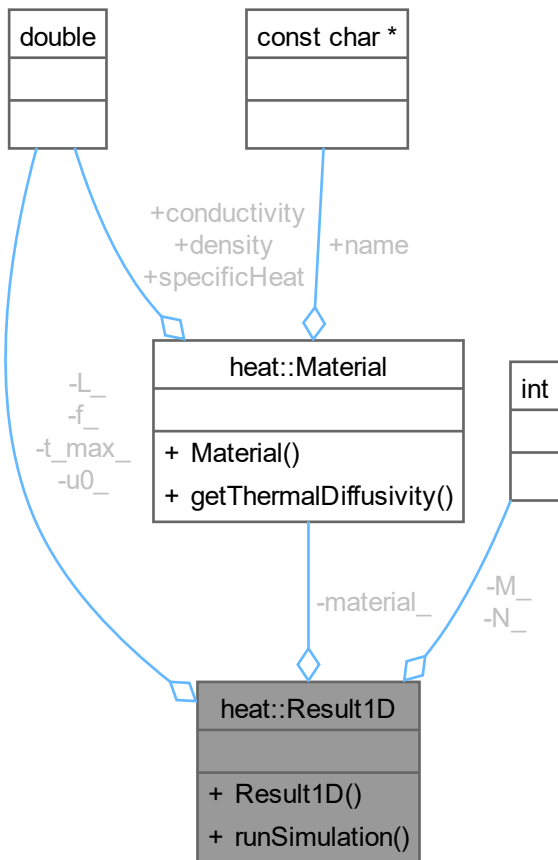 double
const char *
+conductivity
+density
+specificHeat
+name
heat::Material
+ Material()
+ getThermalDiffusivity()
int
-L_
-f_
-t_max_
-u0_
-material_
-M_
-N_
heat::Result1D
+ Result1D()
+ runSimulation()